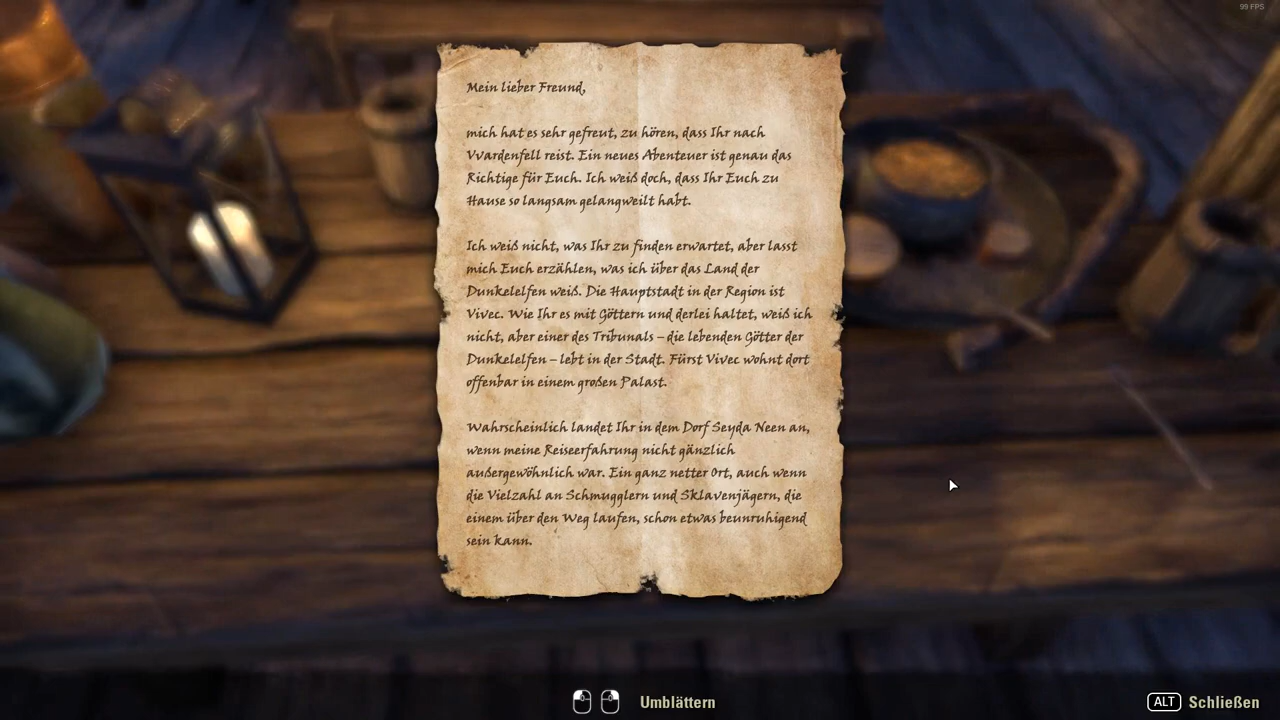 99 FPS
Mein lieber Freund,
mich hat es sehr gefreut, zu hören, dass Ihr nach
Vvardenfell reist. Ein neues Abenteuer ist genau das
Richtige für Euch. Ich weiß doch, dass Ihr Euch zu
Hause so langsam gelangweilt habt.
Ich weiß nicht, was Ihr zu finden erwartet, aber lasst
mich Euch erzählen, was ich über das Land der
Dunkelelfen weiß. Die Hauptstadt in der Region ist
Vivec. Wie Ihr es mit Göttern und derlei haltet, weiß ich
nicht, aber einer des Tribunals – die lebenden Götter der
Dunkelelfen – lebt in der Stadt. Fürst Vivec wohnt dort
offenbar in einem großen Palast.
Wahrscheinlich landet Ihr in dem Dorf Seyda Neen an,
wenn meine Reiseerfahrung nicht gänzlich
außergewöhnlich war. Ein ganz netter Ort, auch wenn
die Vielzahl an Schmugglern und Sklavenjägern, die
einem über den Weg laufen, schon etwas beunruhigend
sein kann.
Umblättern
ALT Schließen